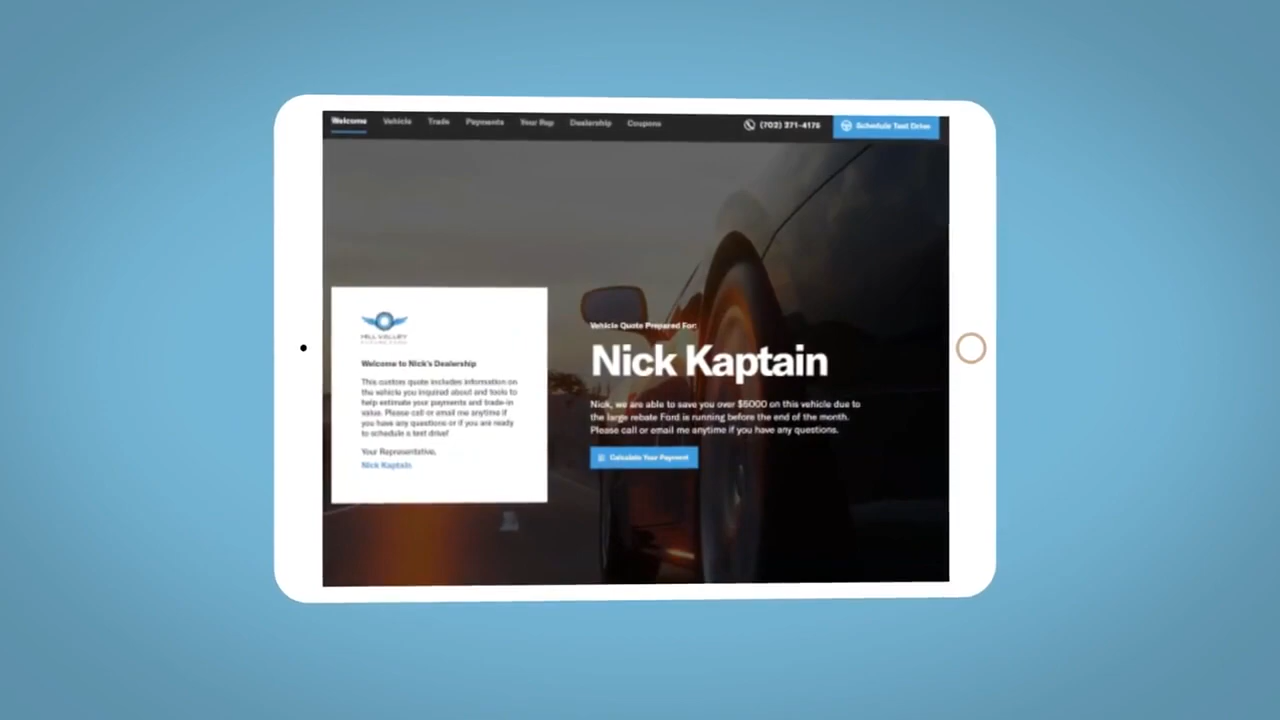 Welcome Vehicle Trade Payments Your Rep Dealership Coupons (702) 371-4175 Schedule Test Drive
HILL VALLEY
Welcome to Nick's Dealership
This custom quote includes information on
the vehicle you inquired about and tools to
help estimate your payments and trade-in
value. Please call or email me anytime if
you have any questions or if you are ready
to schedule a test drive!
Your Representative,
Nick Kaptain
Vehicle Quote Prepared For:
Nick Kaptain
Nick, we are able to save you over $5000 on this vehicle due to
the large rebate Ford is running before the end of the month.
Please call or email me anytime if you have any questions.
Calculate Your Payment